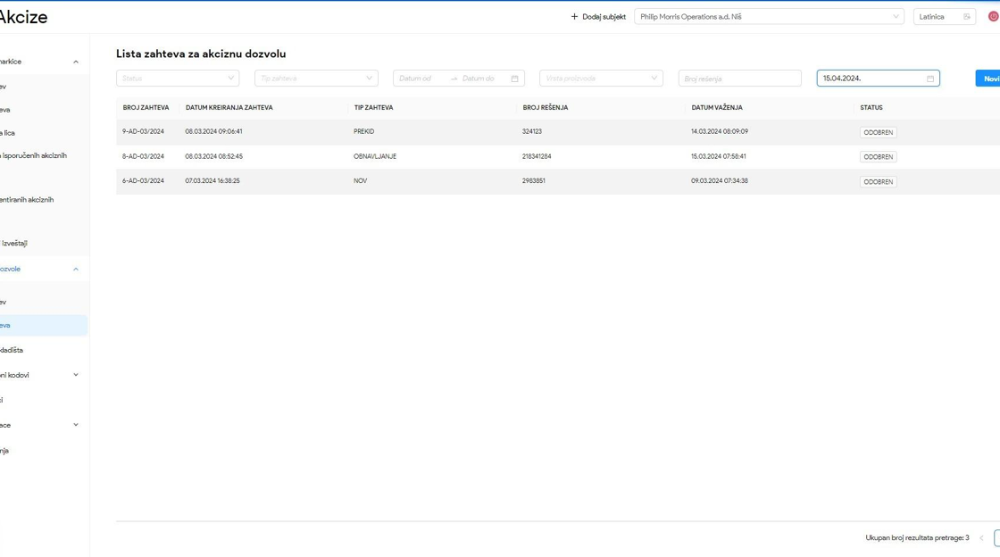 Akcize
Dodaj subjekt
Philip Morris Operations a.d. Niš
Latinica
narkice
ev
eva
a lica
isporučenih akciznih
entiranih akciznih
izveštaji
ozvole
ev
eva
kladišta
ni kodovi
ci
ace
nja
Lista zahteva za akciznu dozvolu
Status
Tip zahteva
Datum od → Datum do
Vrsta proizvoda
Broj rešenja
15.04.2024.
Novi
BROJ ZAHTEVA DATUM KREIRANJA ZAHTEVA TIP ZAHTEVA BROJ REŠENJA DATUM VAŽENJA STATUS
9-AD-03/2024 08.03.2024 09:06:41 PREKID 324123 14.03.2024 08:09:09 ODOBREN
8-AD-03/2024 08.03.2024 08:52:45 OBNAVLJANJE 218341284 15.03.2024 07:58:41 ODOBREN
6-AD-03/2024 07.03.2024 16:38:25 NOV 2983851 09.03.2024 07:34:38 ODOBREN
Ukupan broj rezultata pretrage: 3